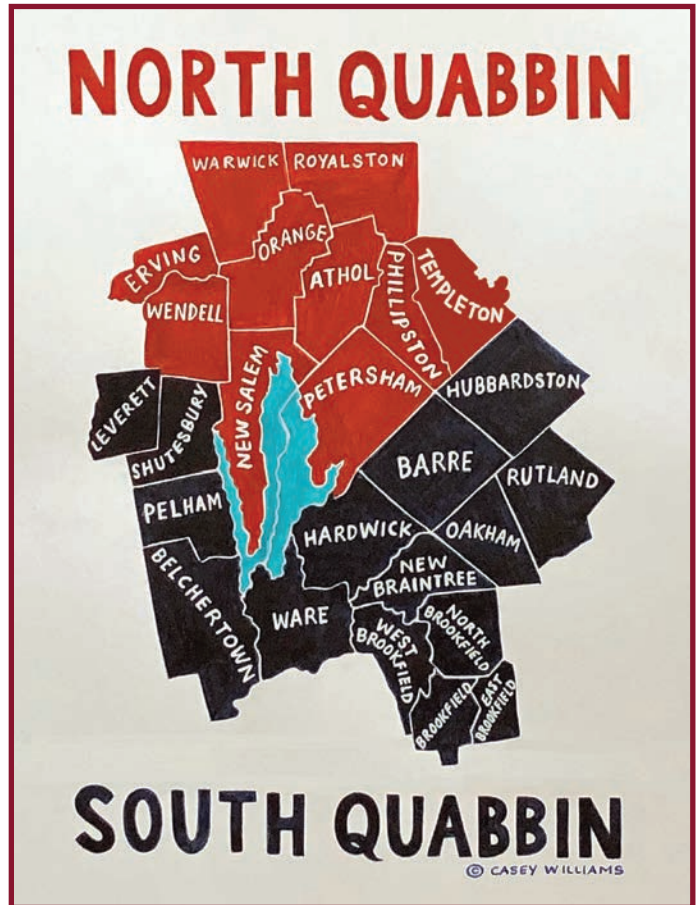 NORTH QUABBIN
WARWICK
ROYALSTON
ORANGE
ERVING
ATHOL
PHILLIPSTON
TEMPLETON
WENDELL
NEW SALEM
PETERSHAM
HUBBARDSTON
LEVERETT
SHUTESBURY
BARRE
RUTLAND
PELHAM
HARDWICK
OAKHAM
BELCHERTOWN
NEW
BRAINTREE
WARE
WEST
BROOKFIELD
NORTH
BROOKFIELD
BROOKFIELD
EAST
BROOKFIELD
SOUTH QUABBIN
© CASEY WILLIAMS